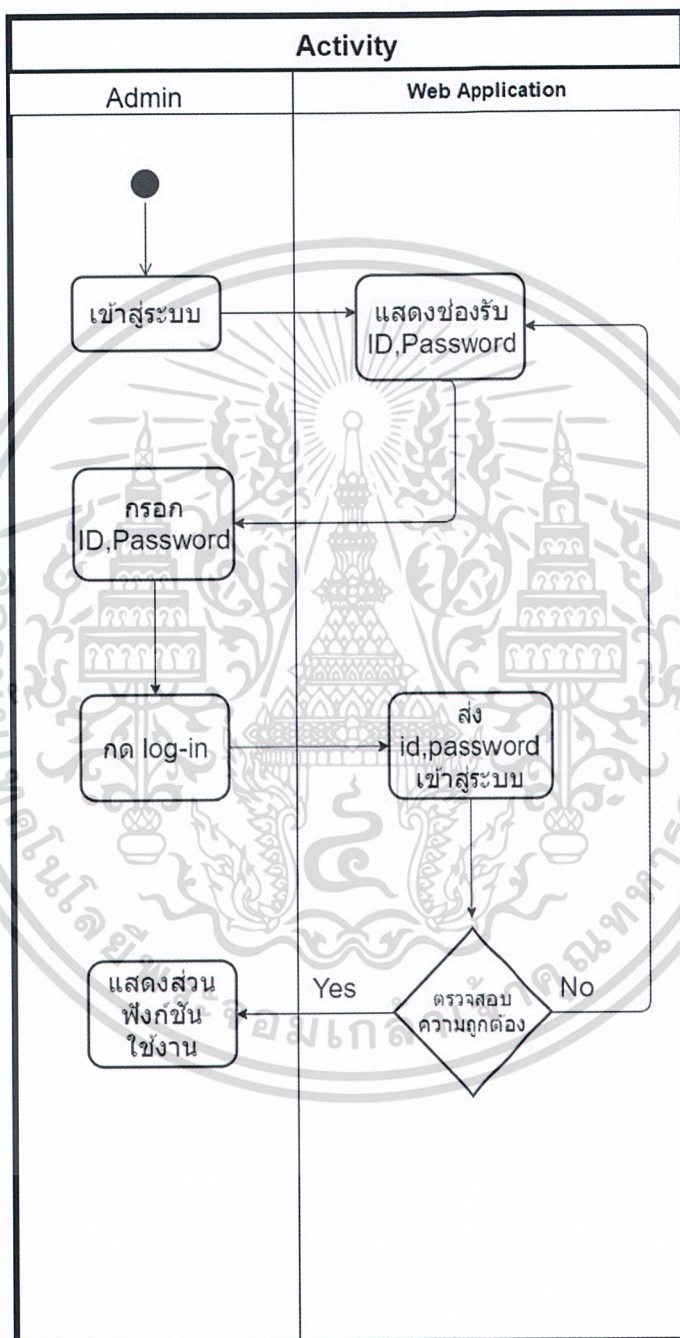 Activity
Admin
Web Application
เข้าสู่ระบบ
แสดงช่องรับ
ID,Password
กรอก
ID,Password
กด log-in
ส่ง
id,password
เข้าสู่ระบบ
ตรวจสอบ
ความถูกต้อง
Yes
No
แสดงส่วน
ฟังก์ชัน
ใช้งาน